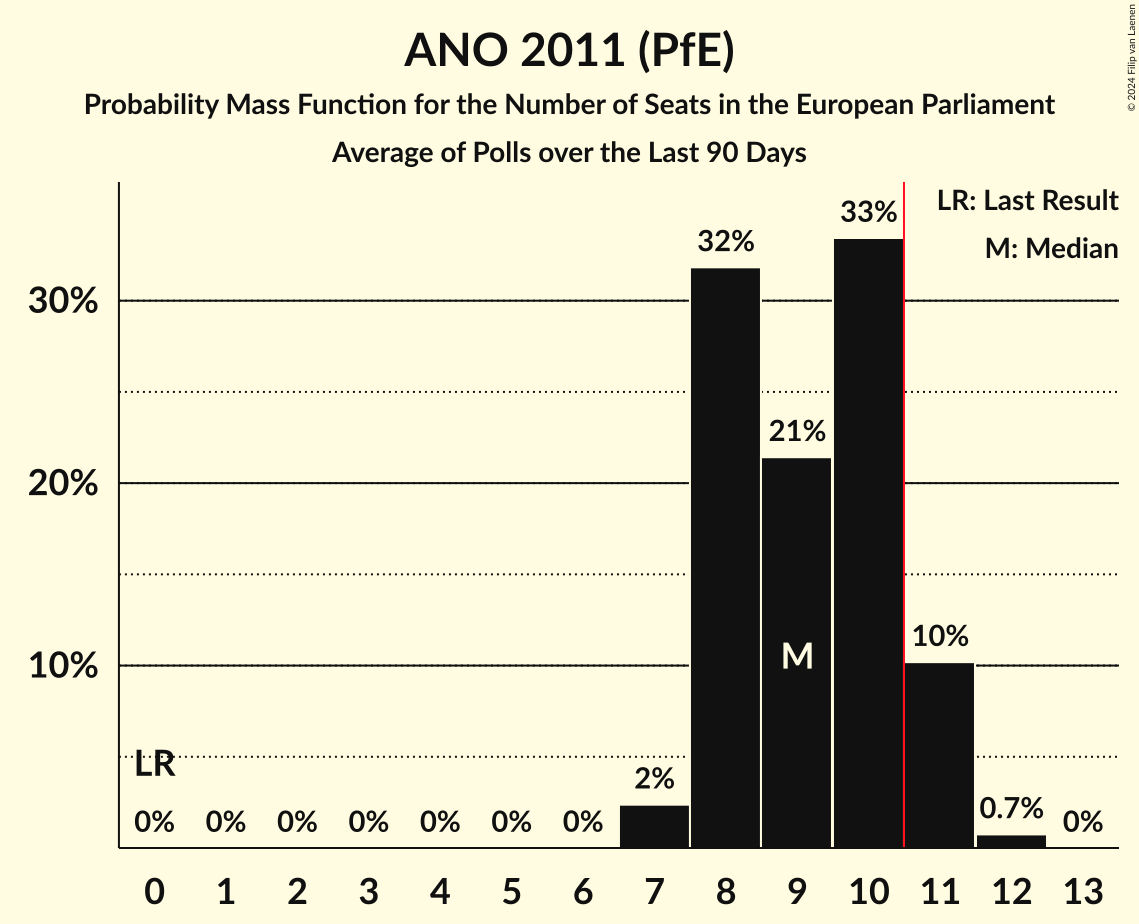 ANO 2011 (PfE)
Probability Mass Function for the Number of Seats in the European Parliament
Average of Polls over the Last 90 Days
© 2024 Filip van Laenen
LR: Last Result
M: Median
33%
32%
30%
21%
20%
10%
M
10%
LR
2%
0% 0% 0% 0% 0% 0% 0% 0.7% 0%
0 1 2 3 4 5 6 7 8 9 10 11 12 13